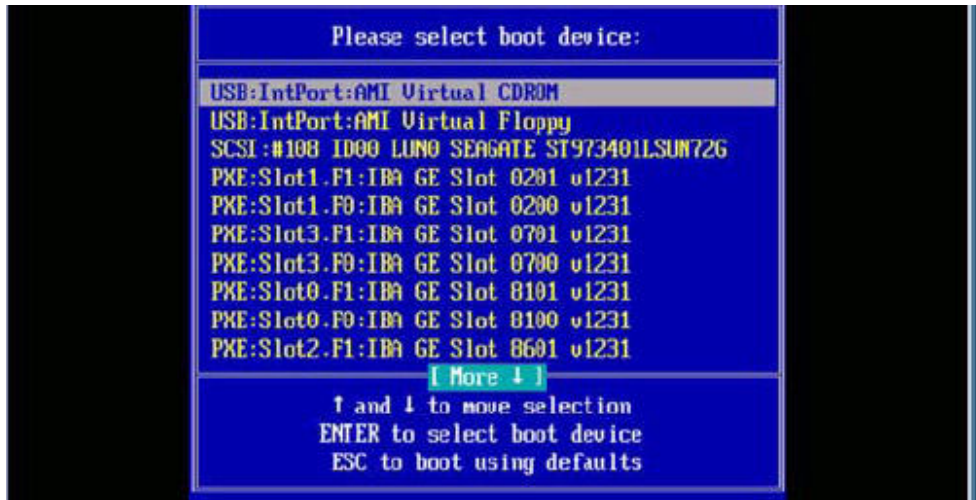 Please select boot device:
USB:IntPort:AMI Virtual CDROM
USB:IntPort:AMI Virtual Floppy
SCSI:#108 ID00 LUN0 SEAGATE ST973401LSUN72G
PXE:Slot1.F1:IBA GE Slot 0201 v1231
PXE:Slot1.F0:IBA GE Slot 0200 v1231
PXE:Slot3.F1:IBA GE Slot 0701 v1231
PXE:Slot3.F0:IBA GE Slot 0700 v1231
PXE:Slot0.F1:IBA GE Slot 8101 v1231
PXE:Slot0.F0:IBA GE Slot 8100 v1231
PXE:Slot2.F1:IBA GE Slot 8601 v1231
[ More ↓ ]
↑ and ↓ to move selection
ENTER to select boot device
ESC to boot using defaults